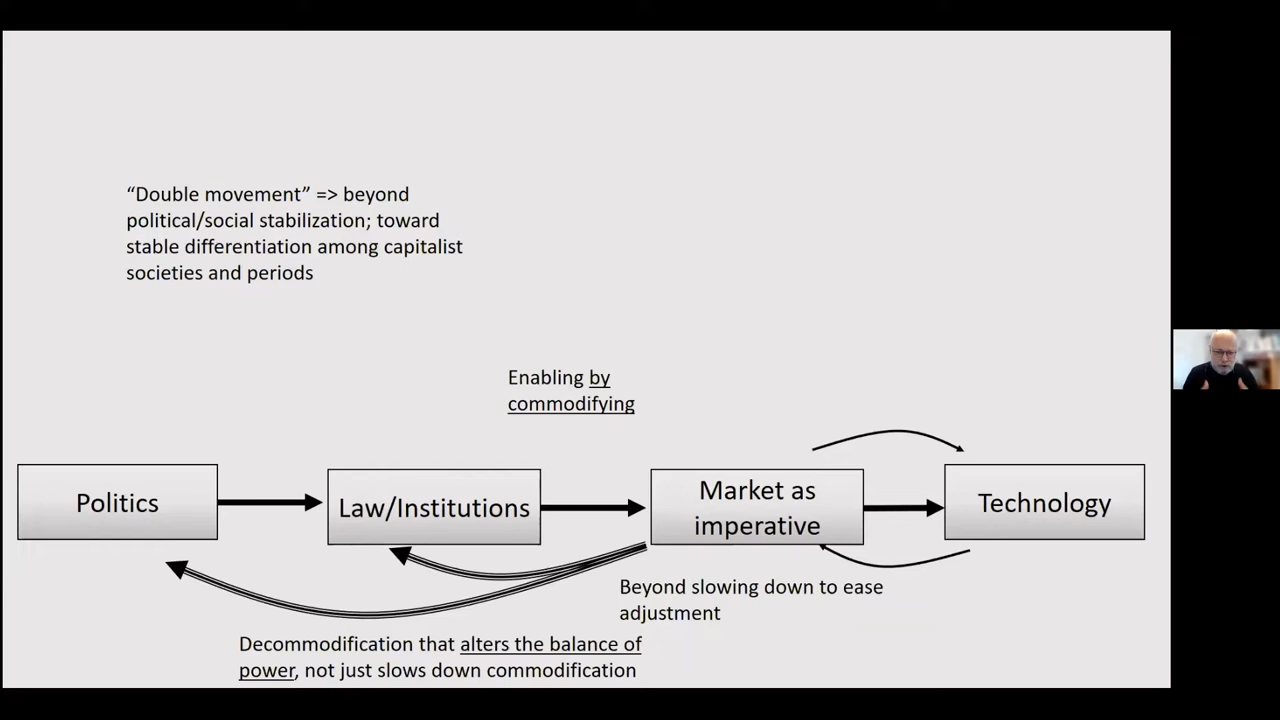 “Double movement” => beyond
political/social stabilization; toward
stable differentiation among capitalist
societies and periods
Enabling by
commodifying
Politics
Law/Institutions
Market as
imperative
Technology
Beyond slowing down to ease
adjustment
Decommodification that alters the balance of
power, not just slows down commodification